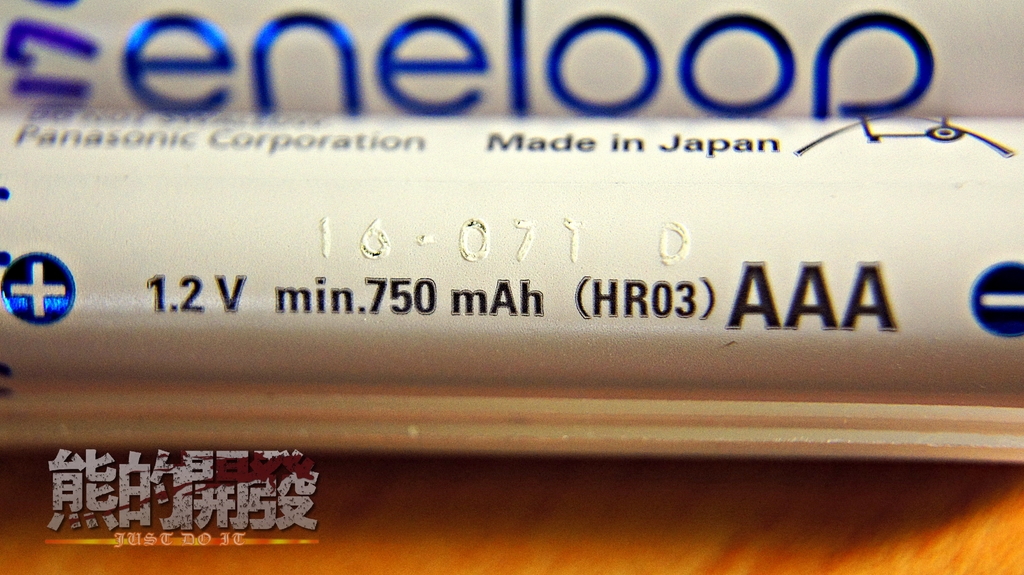 17
eneloop
Panasonic Corporation Made in Japan
16-07T D
1.2 V min.750 mAh (HR03) AAA
熊的開發
JUST DO IT